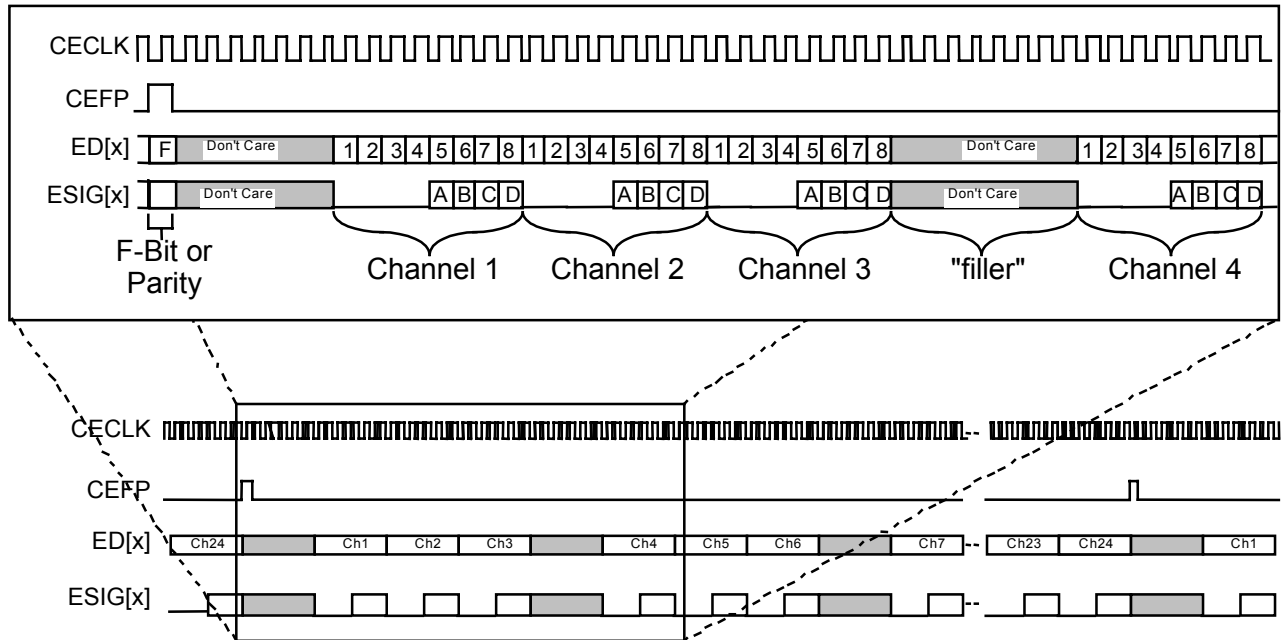 CECLK
CEFP
ED[x] F Don't Care 1 2 3 4 5 6 7 8 1 2 3 4 5 6 7 8 1 2 3 4 5 6 7 8 Don't Care 1 2 3 4 5 6 7 8
ESIG[x] Don't Care A B C D A B C D A B C D Don't Care A B C D
F-Bit or
Parity
Channel 1 Channel 2 Channel 3 "filler" Channel 4
CECLK
CEFP
ED[x] Ch24 Ch1 Ch2 Ch3 Ch4 Ch5 Ch6 Ch7 Ch23 Ch24 Ch1
ESIG[x]